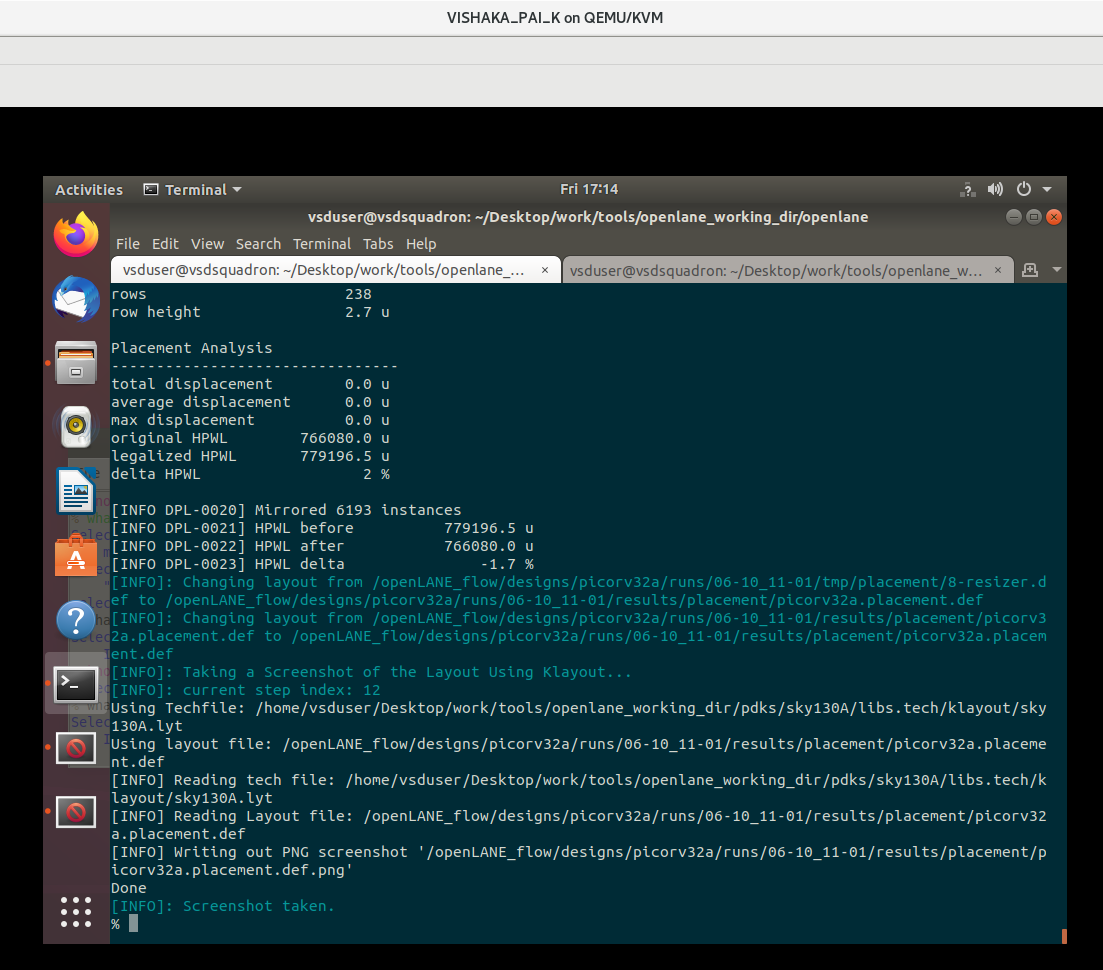 VISHAKA_PAI_K on QEMU/KVM
Activities Terminal Fri 17:14
vsduser@vsdsquadron: ~/Desktop/work/tools/openlane_working_dir/openlane
File Edit View Search Terminal Tabs Help
vsduser@vsdsquadron: ~/Desktop/work/tools/openlane_... × vsduser@vsdsquadron: ~/Desktop/work/tools/openlane_w... ×
rows 238
row height 2.7 u
Placement Analysis
--------------------------------
total displacement 0.0 u
average displacement 0.0 u
max displacement 0.0 u
original HPWL 766080.0 u
legalized HPWL 779196.5 u
delta HPWL 2 %
[INFO DPL-0020] Mirrored 6193 instances
[INFO DPL-0021] HPWL before 779196.5 u
[INFO DPL-0022] HPWL after 766080.0 u
[INFO DPL-0023] HPWL delta -1.7 %
[INFO]: Changing layout from /openLANE_flow/designs/picorv32a/runs/06-10_11-01/tmp/placement/8-resizer.d
ef to /openLANE_flow/designs/picorv32a/runs/06-10_11-01/results/placement/picorv32a.placement.def
[INFO]: Changing layout from /openLANE_flow/designs/picorv32a/runs/06-10_11-01/results/placement/picorv3
2a.placement.def to /openLANE_flow/designs/picorv32a/runs/06-10_11-01/results/placement/picorv32a.placem
ent.def
[INFO]: Taking a Screenshot of the Layout Using Klayout...
[INFO]: current step index: 12
Using Techfile: /home/vsduser/Desktop/work/tools/openlane_working_dir/pdks/sky130A/libs.tech/klayout/sky
130A.lyt
Using layout file: /openLANE_flow/designs/picorv32a/runs/06-10_11-01/results/placement/picorv32a.placeme
nt.def
[INFO] Reading tech file: /home/vsduser/Desktop/work/tools/openlane_working_dir/pdks/sky130A/libs.tech/k
layout/sky130A.lyt
[INFO] Reading Layout file: /openLANE_flow/designs/picorv32a/runs/06-10_11-01/results/placement/picorv32
a.placement.def
[INFO] Writing out PNG screenshot '/openLANE_flow/designs/picorv32a/runs/06-10_11-01/results/placement/p
icorv32a.placement.def.png'
Done
[INFO]: Screenshot taken.
%